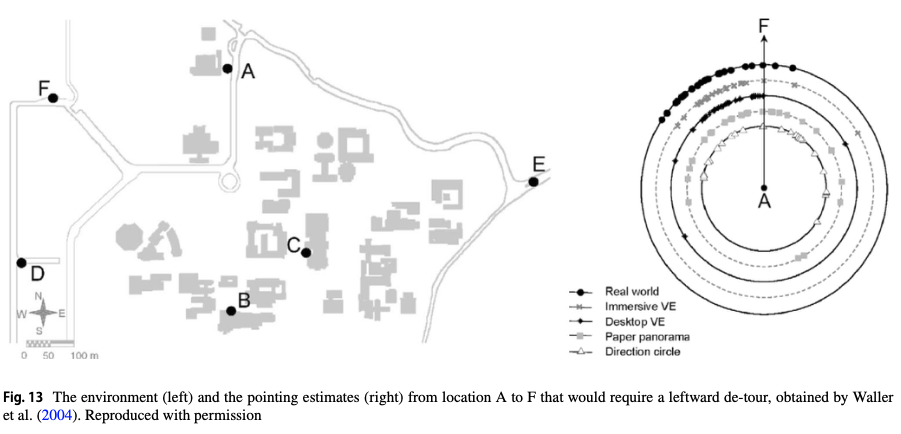 F
A
F
E
A
C
D
N
W E
S
B
0 50 100 m
Real world
Immersive VE
Desktop VE
Paper panorama
Direction circle
Fig. 13 The environment (left) and the pointing estimates (right) from location A to F that would require a leftward de-tour, obtained by Waller
et al. (2004). Reproduced with permission